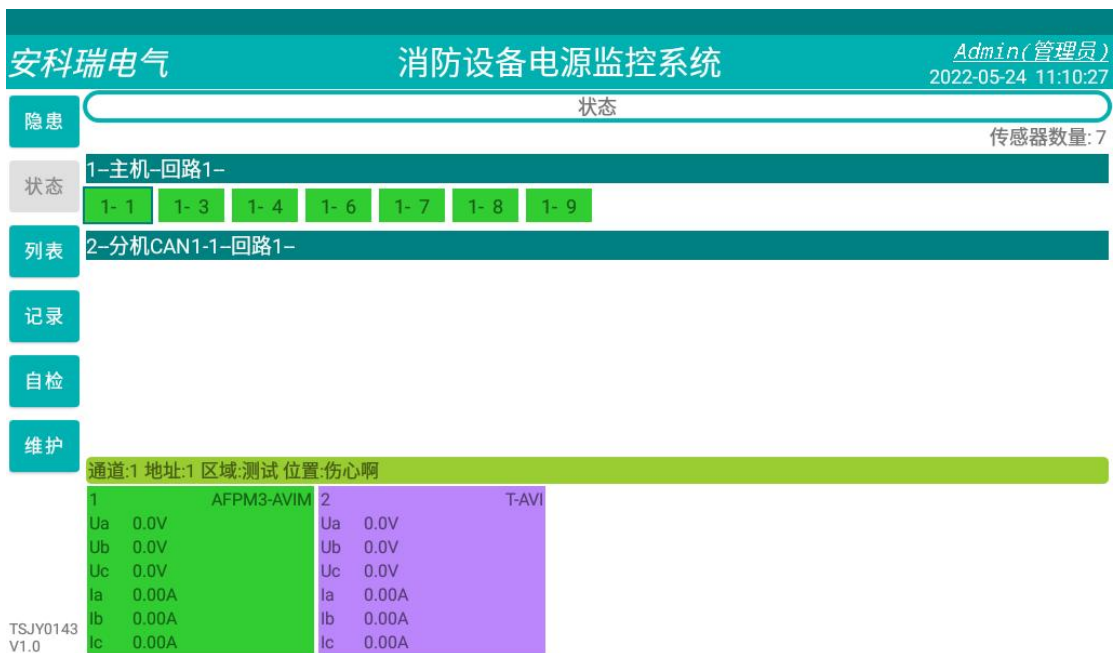 安科瑞电气
消防设备电源监控系统
Admin(管理员)
2022-05-24 11:10:27
隐患
状态
列表
记录
自检
维护
TSJY0143
V1.0
状态
传感器数量: 7
1--主机--回路1--
1- 1 1- 3 1- 4 1- 6 1- 7 1- 8 1- 9
2--分机CAN1-1--回路1--
通道:1 地址:1 区域:测试 位置:伤心啊
1 AFPM3-AVIM
Ua 0.0V
Ub 0.0V
Uc 0.0V
Ia 0.00A
Ib 0.00A
Ic 0.00A
2 T-AVI
Ua 0.0V
Ub 0.0V
Uc 0.0V
Ia 0.00A
Ib 0.00A
Ic 0.00A